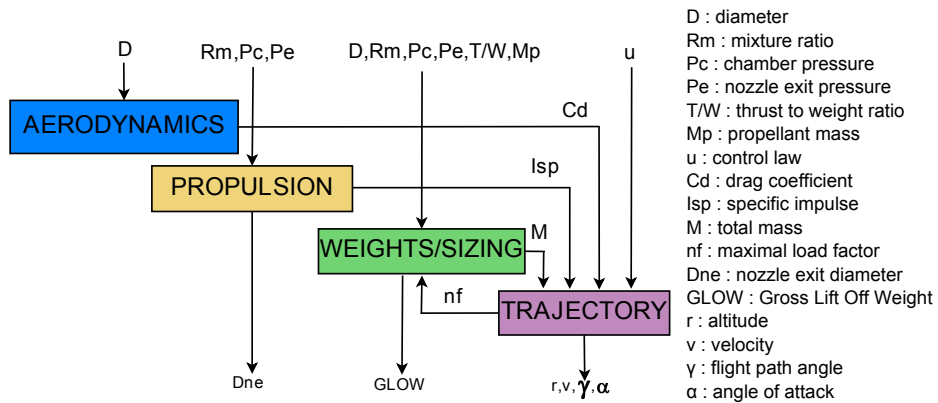 D
Rm,Pc,Pe
D,Rm,Pc,Pe,T/W,Mp
u
AERODYNAMICS
Cd
PROPULSION
Isp
WEIGHTS/SIZING
M
nf
TRAJECTORY
Dne
GLOW
r,v,γ,α
D : diameter
Rm : mixture ratio
Pc : chamber pressure
Pe : nozzle exit pressure
T/W : thrust to weight ratio
Mp : propellant mass
u : control law
Cd : drag coefficient
Isp : specific impulse
M : total mass
nf : maximal load factor
Dne : nozzle exit diameter
GLOW : Gross Lift Off Weight
r : altitude
v : velocity
γ : flight path angle
α : angle of attack